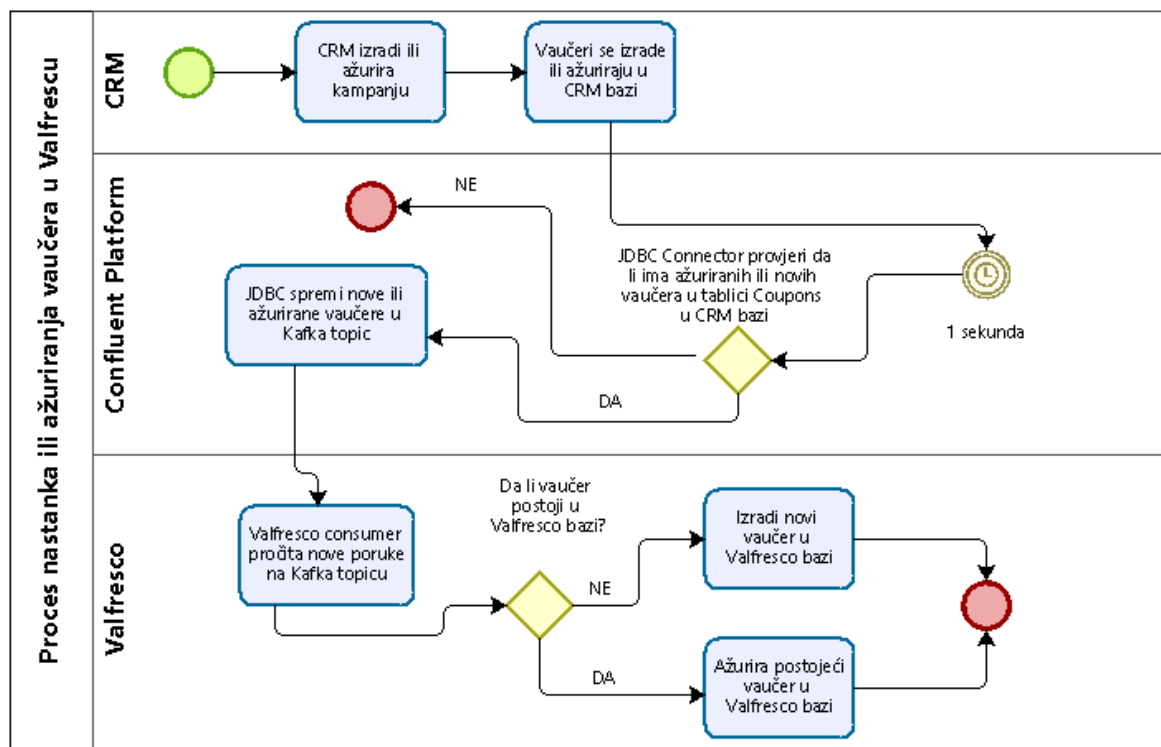 Proces nastanka ili ažuriranja vaučera u Valfrescu
CRM
CRM izradi ili
ažurira
kampanju
Vaučeri se izrade
ili ažuriraju u
CRM bazi
Confluent Platform
NE
JDBC Connector provjeri da
li ima ažuriranih ili novih
vaučera u tablici Coupons
u CRM bazi
1 sekunda
JDBC spremi nove ili
ažurirane vaučere u
Kafka topic
DA
Valfresco
Valfresco consumer
pročita nove poruke
na Kafka topicu
Da li vaučer
postoji u
Valfresco bazi?
NE
Izradi novi
vaučer u
Valfresco bazi
DA
Ažurira postojeći
vaučer u
Valfresco bazi